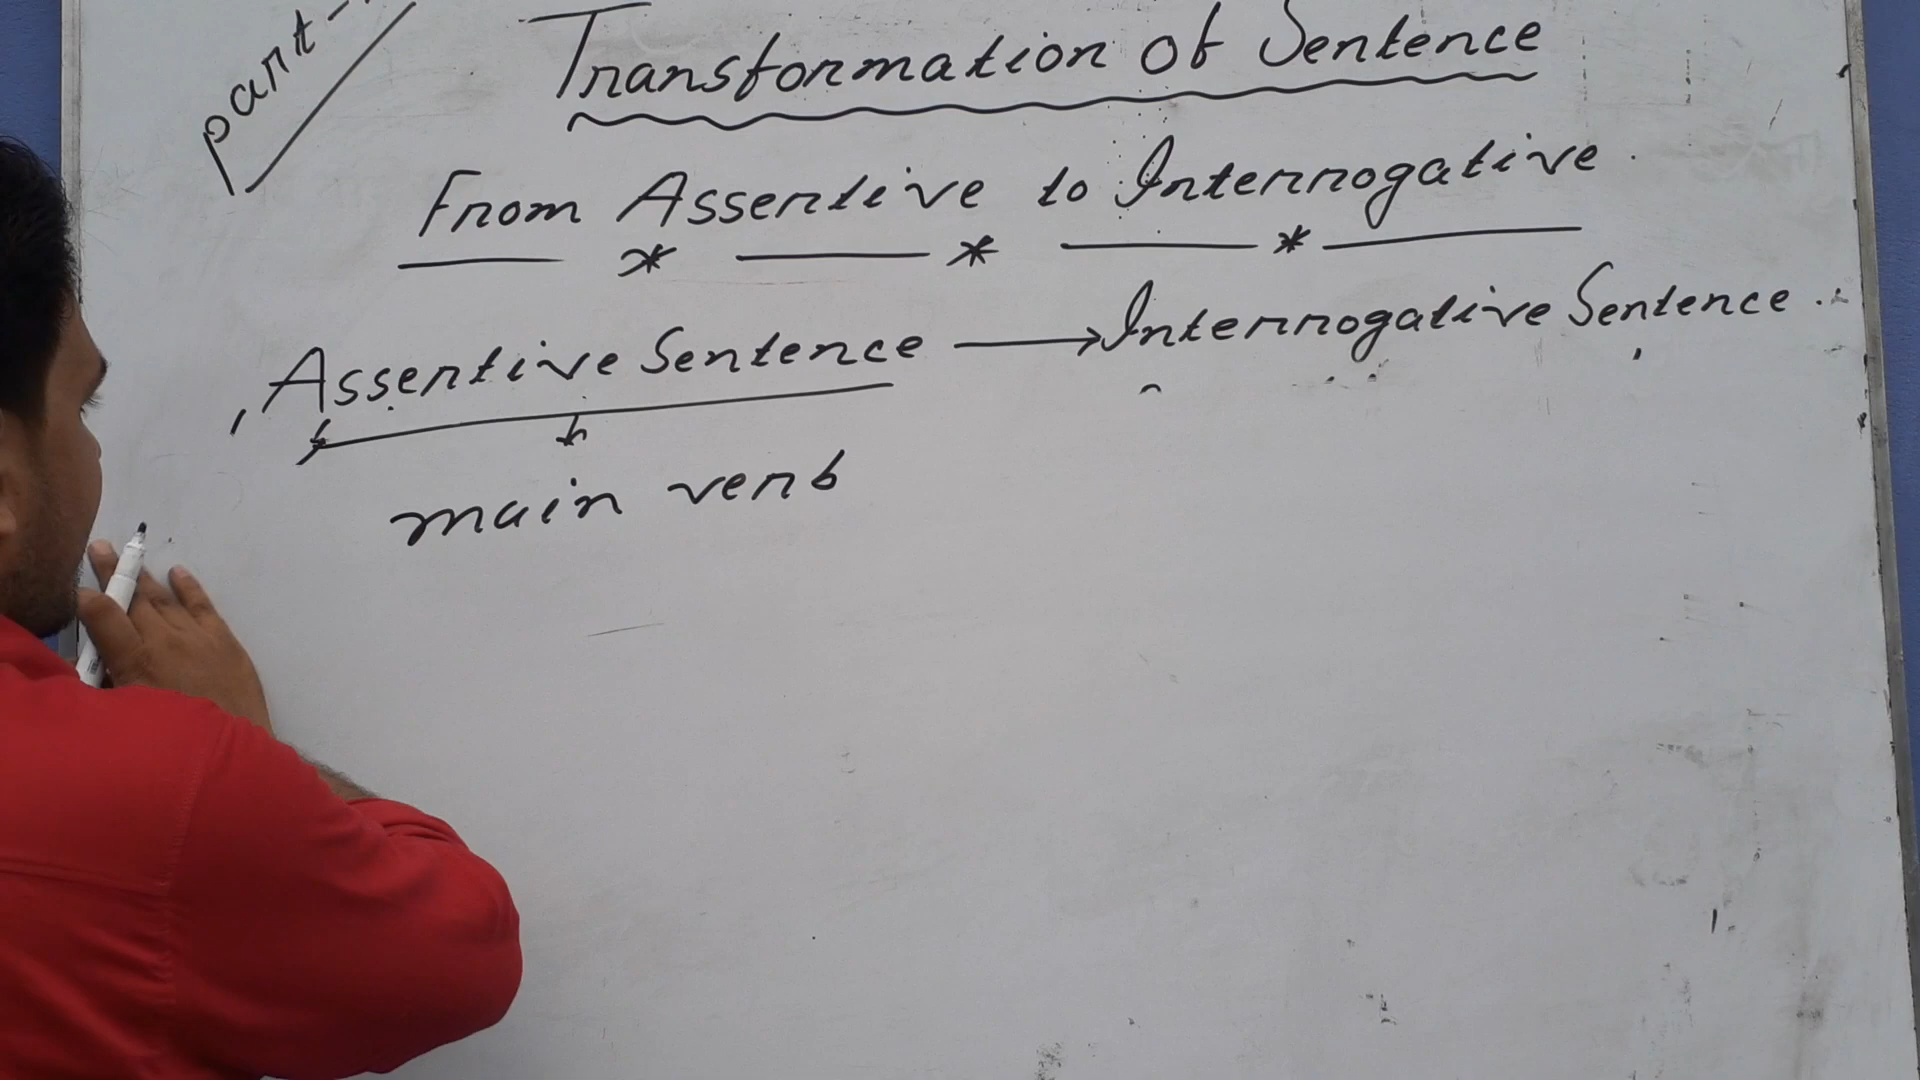 part-
Transformation of Sentence
From Assertive to Interrogative
Assertive Sentence → Interrogative Sentence
main verb